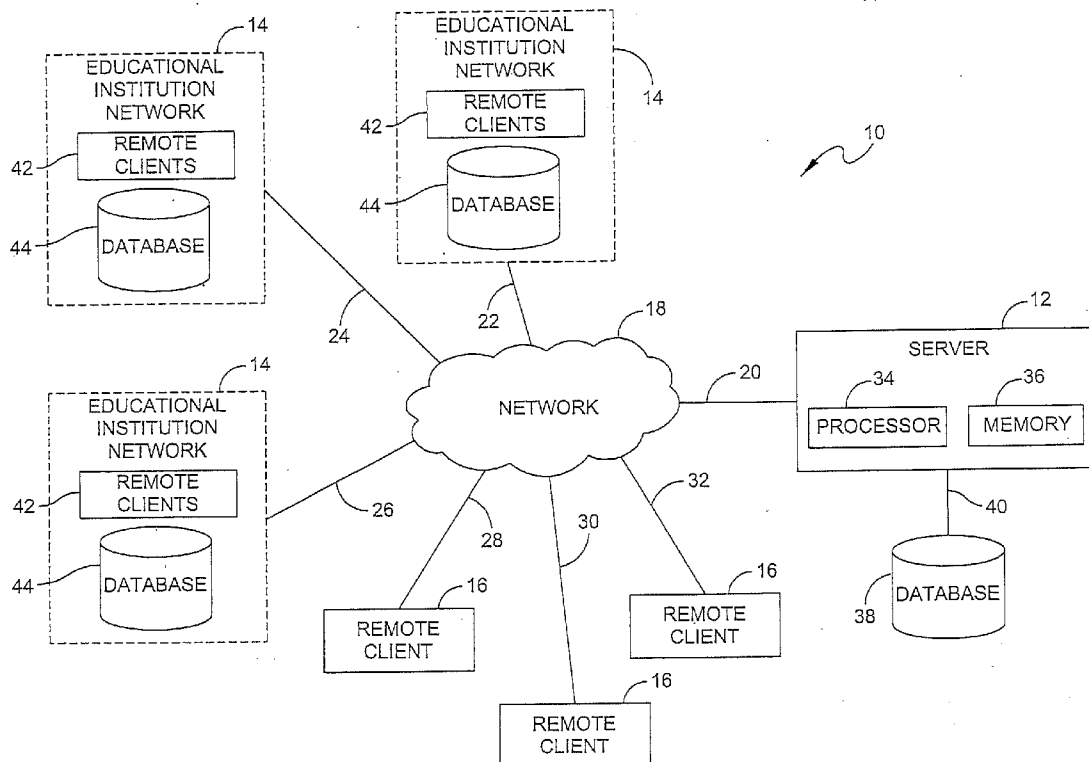 14
EDUCATIONAL
INSTITUTION
NETWORK
42
REMOTE
CLIENTS
44
DATABASE
EDUCATIONAL
INSTITUTION
NETWORK
14
42
REMOTE
CLIENTS
44
DATABASE
10
24
22
18
12
SERVER
20
34
36
PROCESSOR
MEMORY
NETWORK
14
EDUCATIONAL
INSTITUTION
NETWORK
42
REMOTE
CLIENTS
44
DATABASE
26
28
30
32
40
16
REMOTE
CLIENT
16
REMOTE
CLIENT
38
DATABASE
16
REMOTE
CLIENT